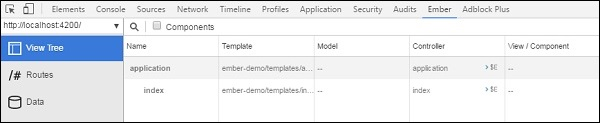 Elements Console Sources Network Timeline Profiles Application Security Audits Ember Adblock Plus
http://localhost:4200/ Components
View Tree
Name Template Model Controller View / Component
application ember-demo/templates/a... -- application >$E --
/# Routes
index ember-demo/templates/in... -- index >$E --
Data